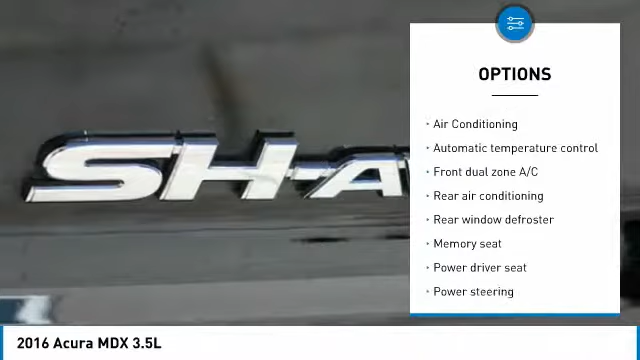 SH-A
OPTIONS
• Air Conditioning
• Automatic temperature control
• Front dual zone A/C
• Rear air conditioning
• Rear window defroster
• Memory seat
• Power driver seat
• Power steering
2016 Acura MDX 3.5L